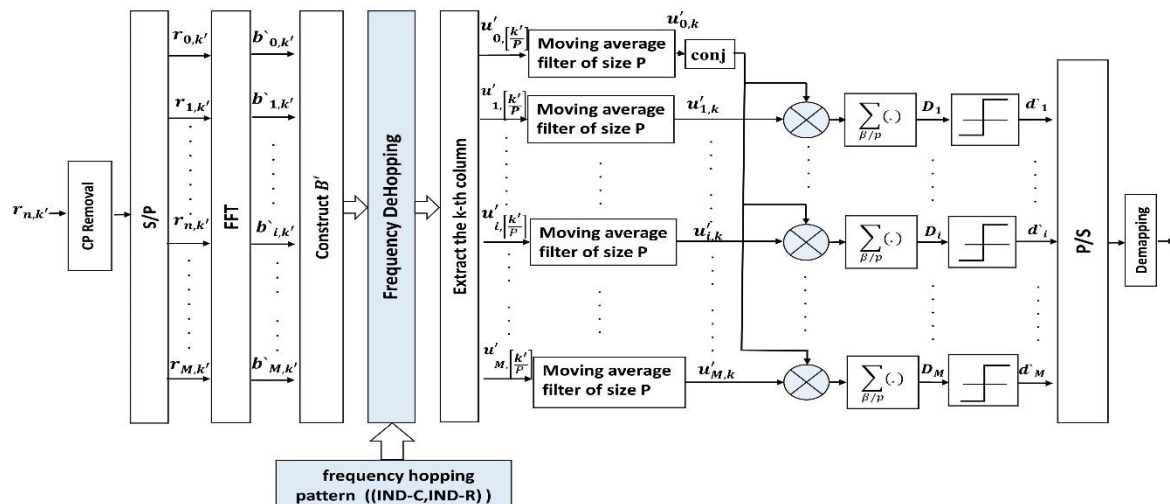 r_{n,k′}
CP Removal
S/P
r_{0,k′}
r_{1,k′}
r_{n,k′}
r_{M,k′}
FFT
b`_{0,k′}
b`_{1,k′}
b`_{i,k′}
b`_{M,k′}
Construct B′
Frequency DeHopping
frequency hopping
pattern ((IND-C,IND-R) )
Extract the k-th column
u′_{0,[k′/P]}
Moving average
filter of size P
u′_{0,k}
conj
u′_{1,[k′/P]}
Moving average
filter of size P
u′_{1,k}
∑_{β/p}(.)
D_1
d`_1
u′_{i,[k′/P]}
Moving average
filter of size P
u′_{i,k}
∑_{β/p}(.)
D_i
d`_i
u′_{M,[k′/P]}
Moving average
filter of size P
u′_{M,k}
∑_{β/p}(.)
D_M
d`_M
P/S
Demapping